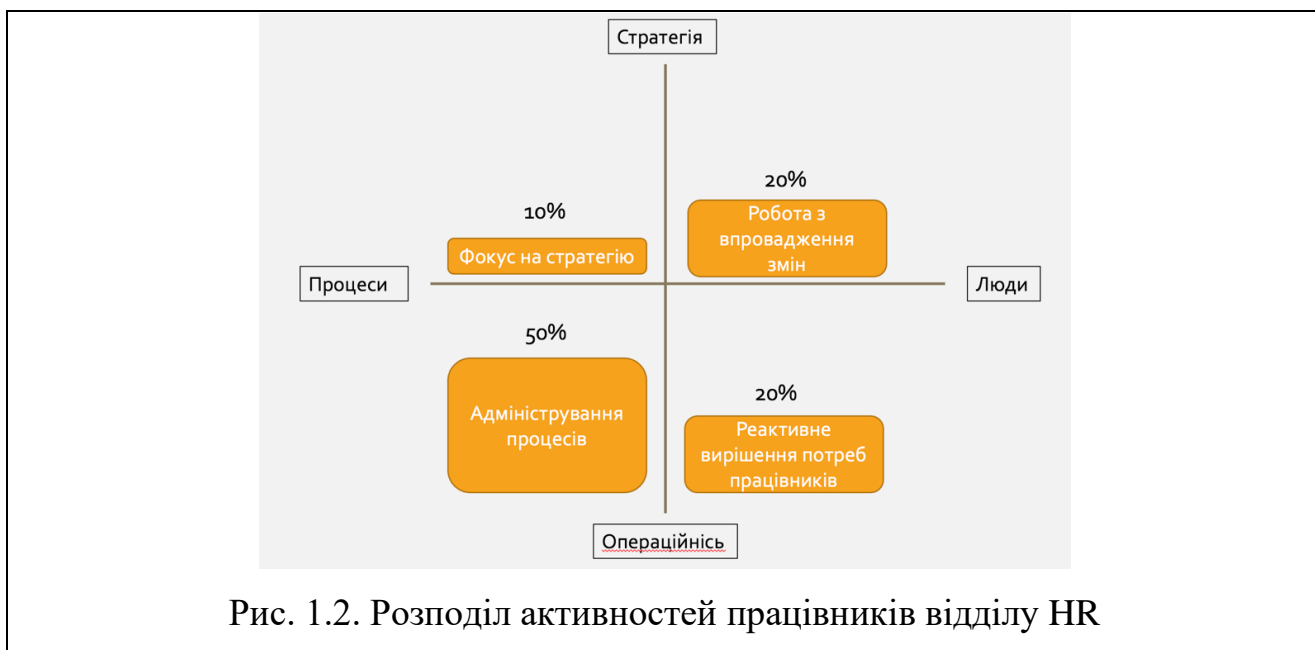 Стратегія
20%
Робота з
впровадження
змін
10%
Фокус на стратегію
Процеси
Люди
50%
Адміністрування
процесів
20%
Реактивне
вирішення потреб
працівників
Операційнісь
Рис. 1.2. Розподіл активностей працівників відділу HR